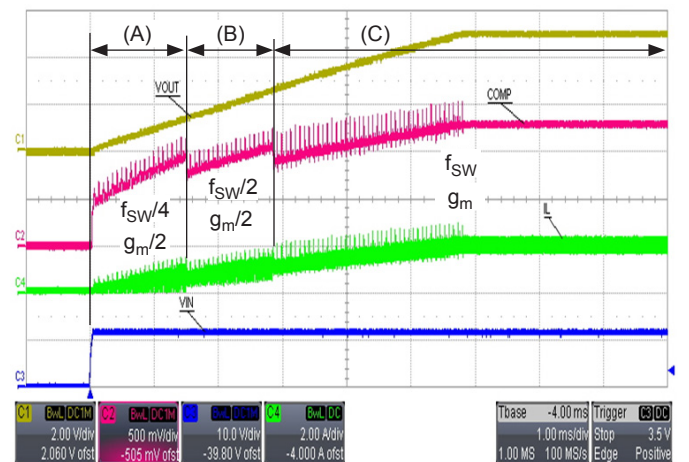 (A) (B) (C)
VOUT
COMP
fSW/4
gm/2
fSW/2
gm/2
fSW
gm
IL
VIN
C1
C2
C4
C3
C1 BwL DC1M
2.00 V/div
2.060 V ofst
C2 BwL DC1M
500 mV/div
-505 mV ofst
BwL DC1M
10.0 V/div
-39.80 V ofst
C4 BwL DC
2.00 A/div
-4.000 A ofst
Tbase -4.00 ms
1.00 ms/div
1.00 MS 100 MS/s
Trigger C3 DC
Stop 3.5 V
Edge Positive